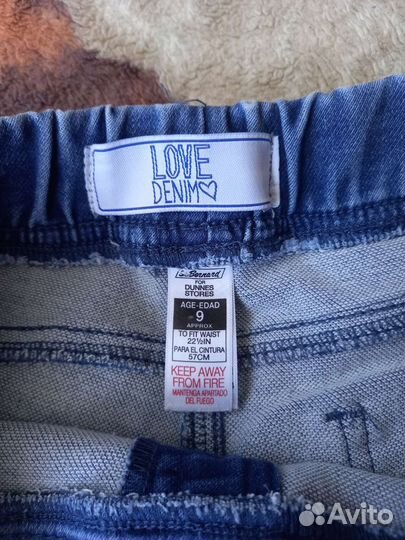 LOVE
DENIM♡
St. Bernard
FOR
DUNNES
STORES
AGE-EDAD
9
APPROX
TO FIT WAIST
22½IN
PARA EL CINTURA
57CM
KEEP AWAY
FROM FIRE
MANTENGA APARTADO
DEL FUEGO
Avito